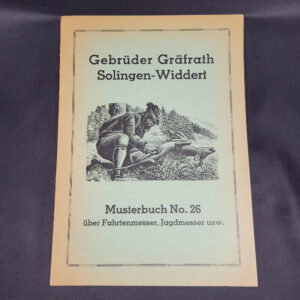 Gebrüder Gräfrath
Solingen-Widdert
Musterbuch No. 26
über Fahrtenmesser, Jagdmesser usw.